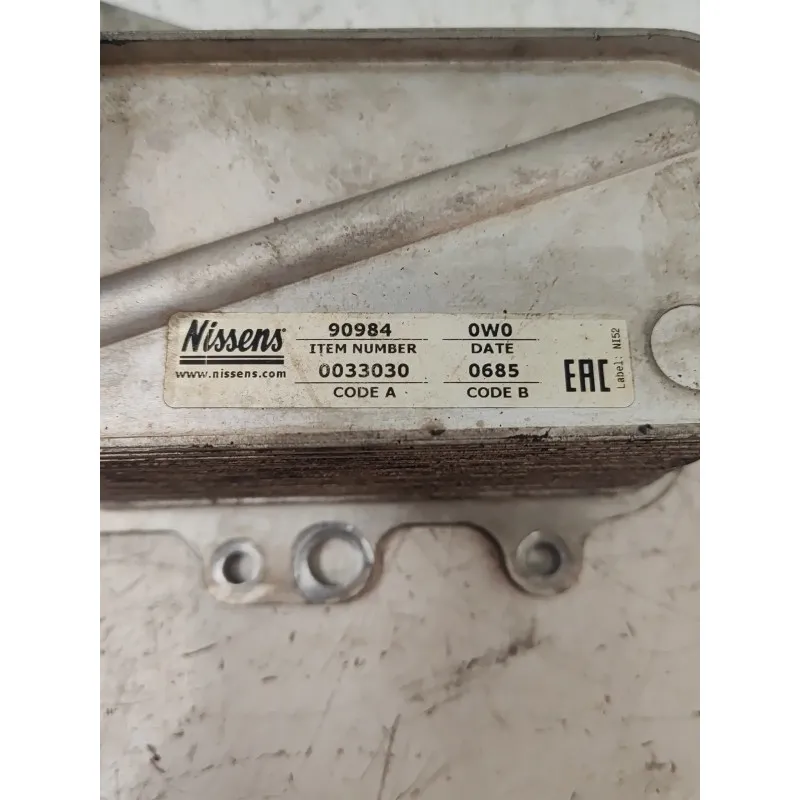 Nissens®
www.nissens.com
90984
ITEM NUMBER
0W0
DATE
0033030
CODE A
0685
CODE B
EAC
Label: NI52